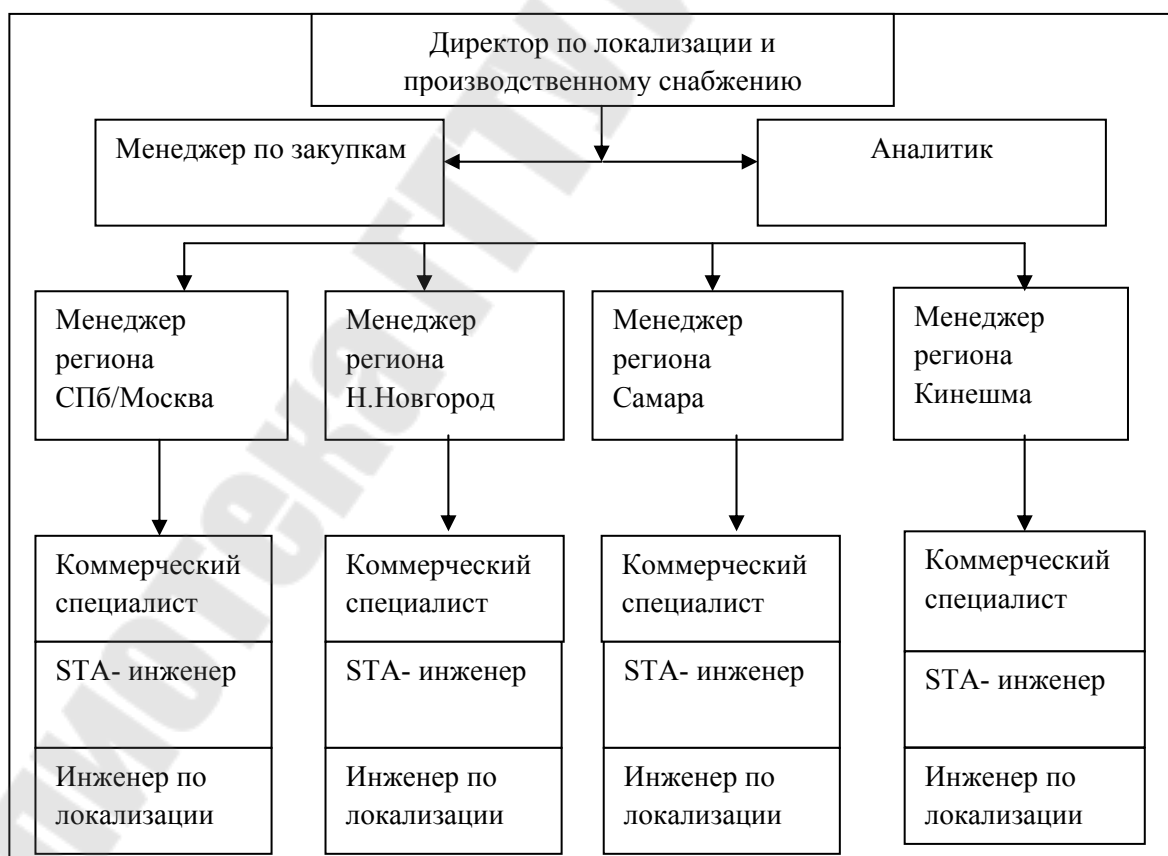 Директор по локализации и
производственному снабжению
Менеджер по закупкам
Аналитик
Менеджер
региона
СПб/Москва
Менеджер
региона
Н.Новгород
Менеджер
региона
Самара
Менеджер
региона
Кинешма
Коммерческий
специалист
STA- инженер
Инженер по
локализации
Коммерческий
специалист
STA- инженер
Инженер по
локализации
Коммерческий
специалист
STA- инженер
Инженер по
локализации
Коммерческий
специалист
STA- инженер
Инженер по
локализации